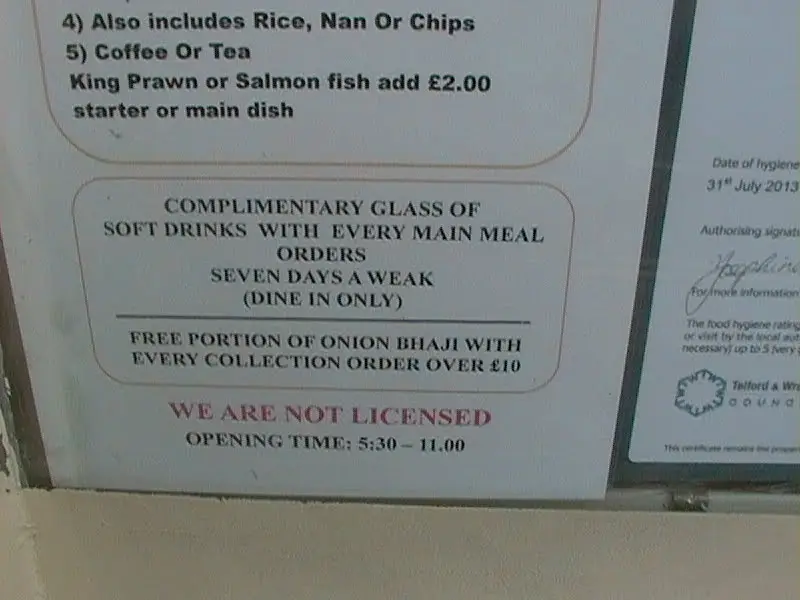 4) Also includes Rice, Nan Or Chips
5) Coffee Or Tea
King Prawn or Salmon fish add £2.00
starter or main dish
COMPLIMENTARY GLASS OF
SOFT DRINKS WITH EVERY MAIN MEAL
ORDERS
SEVEN DAYS A WEAK
(DINE IN ONLY)
FREE PORTION OF ONION BHAJI WITH
EVERY COLLECTION ORDER OVER £10
WE ARE NOT LICENSED
OPENING TIME: 5:30 – 11.00
Date of hygiene
31st July 2013
Authorising
For more information
The food hygiene rating
or visit by the local
necessary) up to 5 (very
Telford &
This certificate remains the